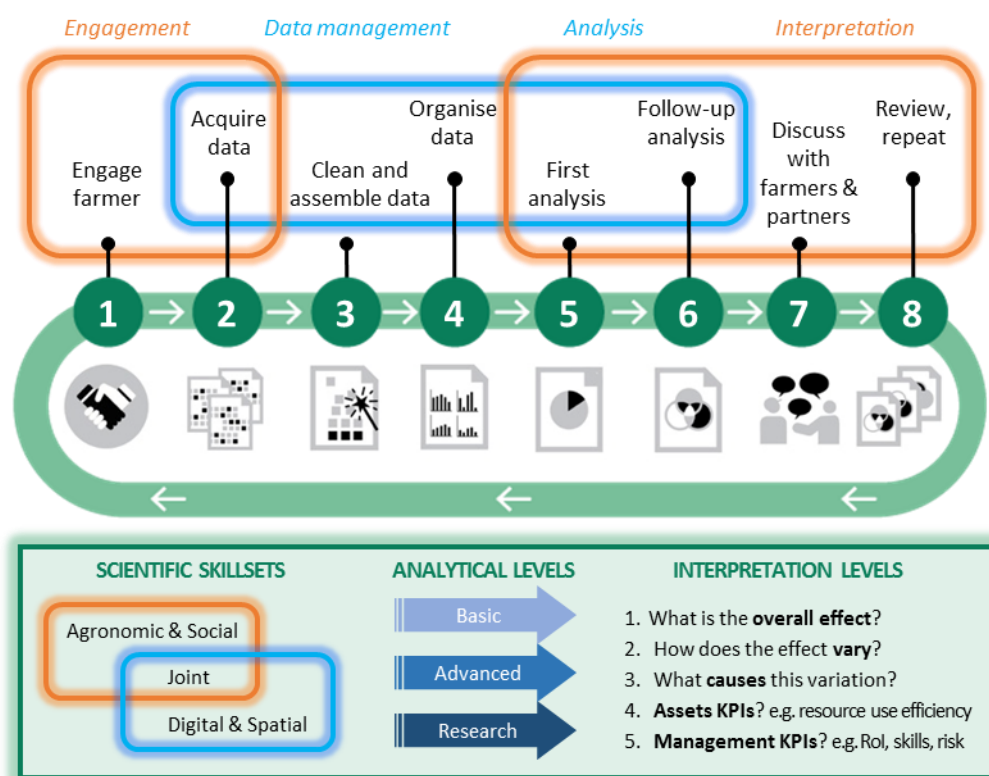 Engagement
Data management
Analysis
Interpretation
Engage
farmer
Acquire
data
Clean and
assemble data
Organise
data
First
analysis
Follow-up
analysis
Discuss
with
farmers &
partners
Review,
repeat
1
2
3
4
5
6
7
8
SCIENTIFIC SKILLSETS
Agronomic & Social
Joint
Digital & Spatial
ANALYTICAL LEVELS
Basic
Advanced
Research
INTERPRETATION LEVELS
1. What is the overall effect?
2. How does the effect vary?
3. What causes this variation?
4. Assets KPIs? e.g. resource use efficiency
5. Management KPIs? e.g. RoI, skills, risk